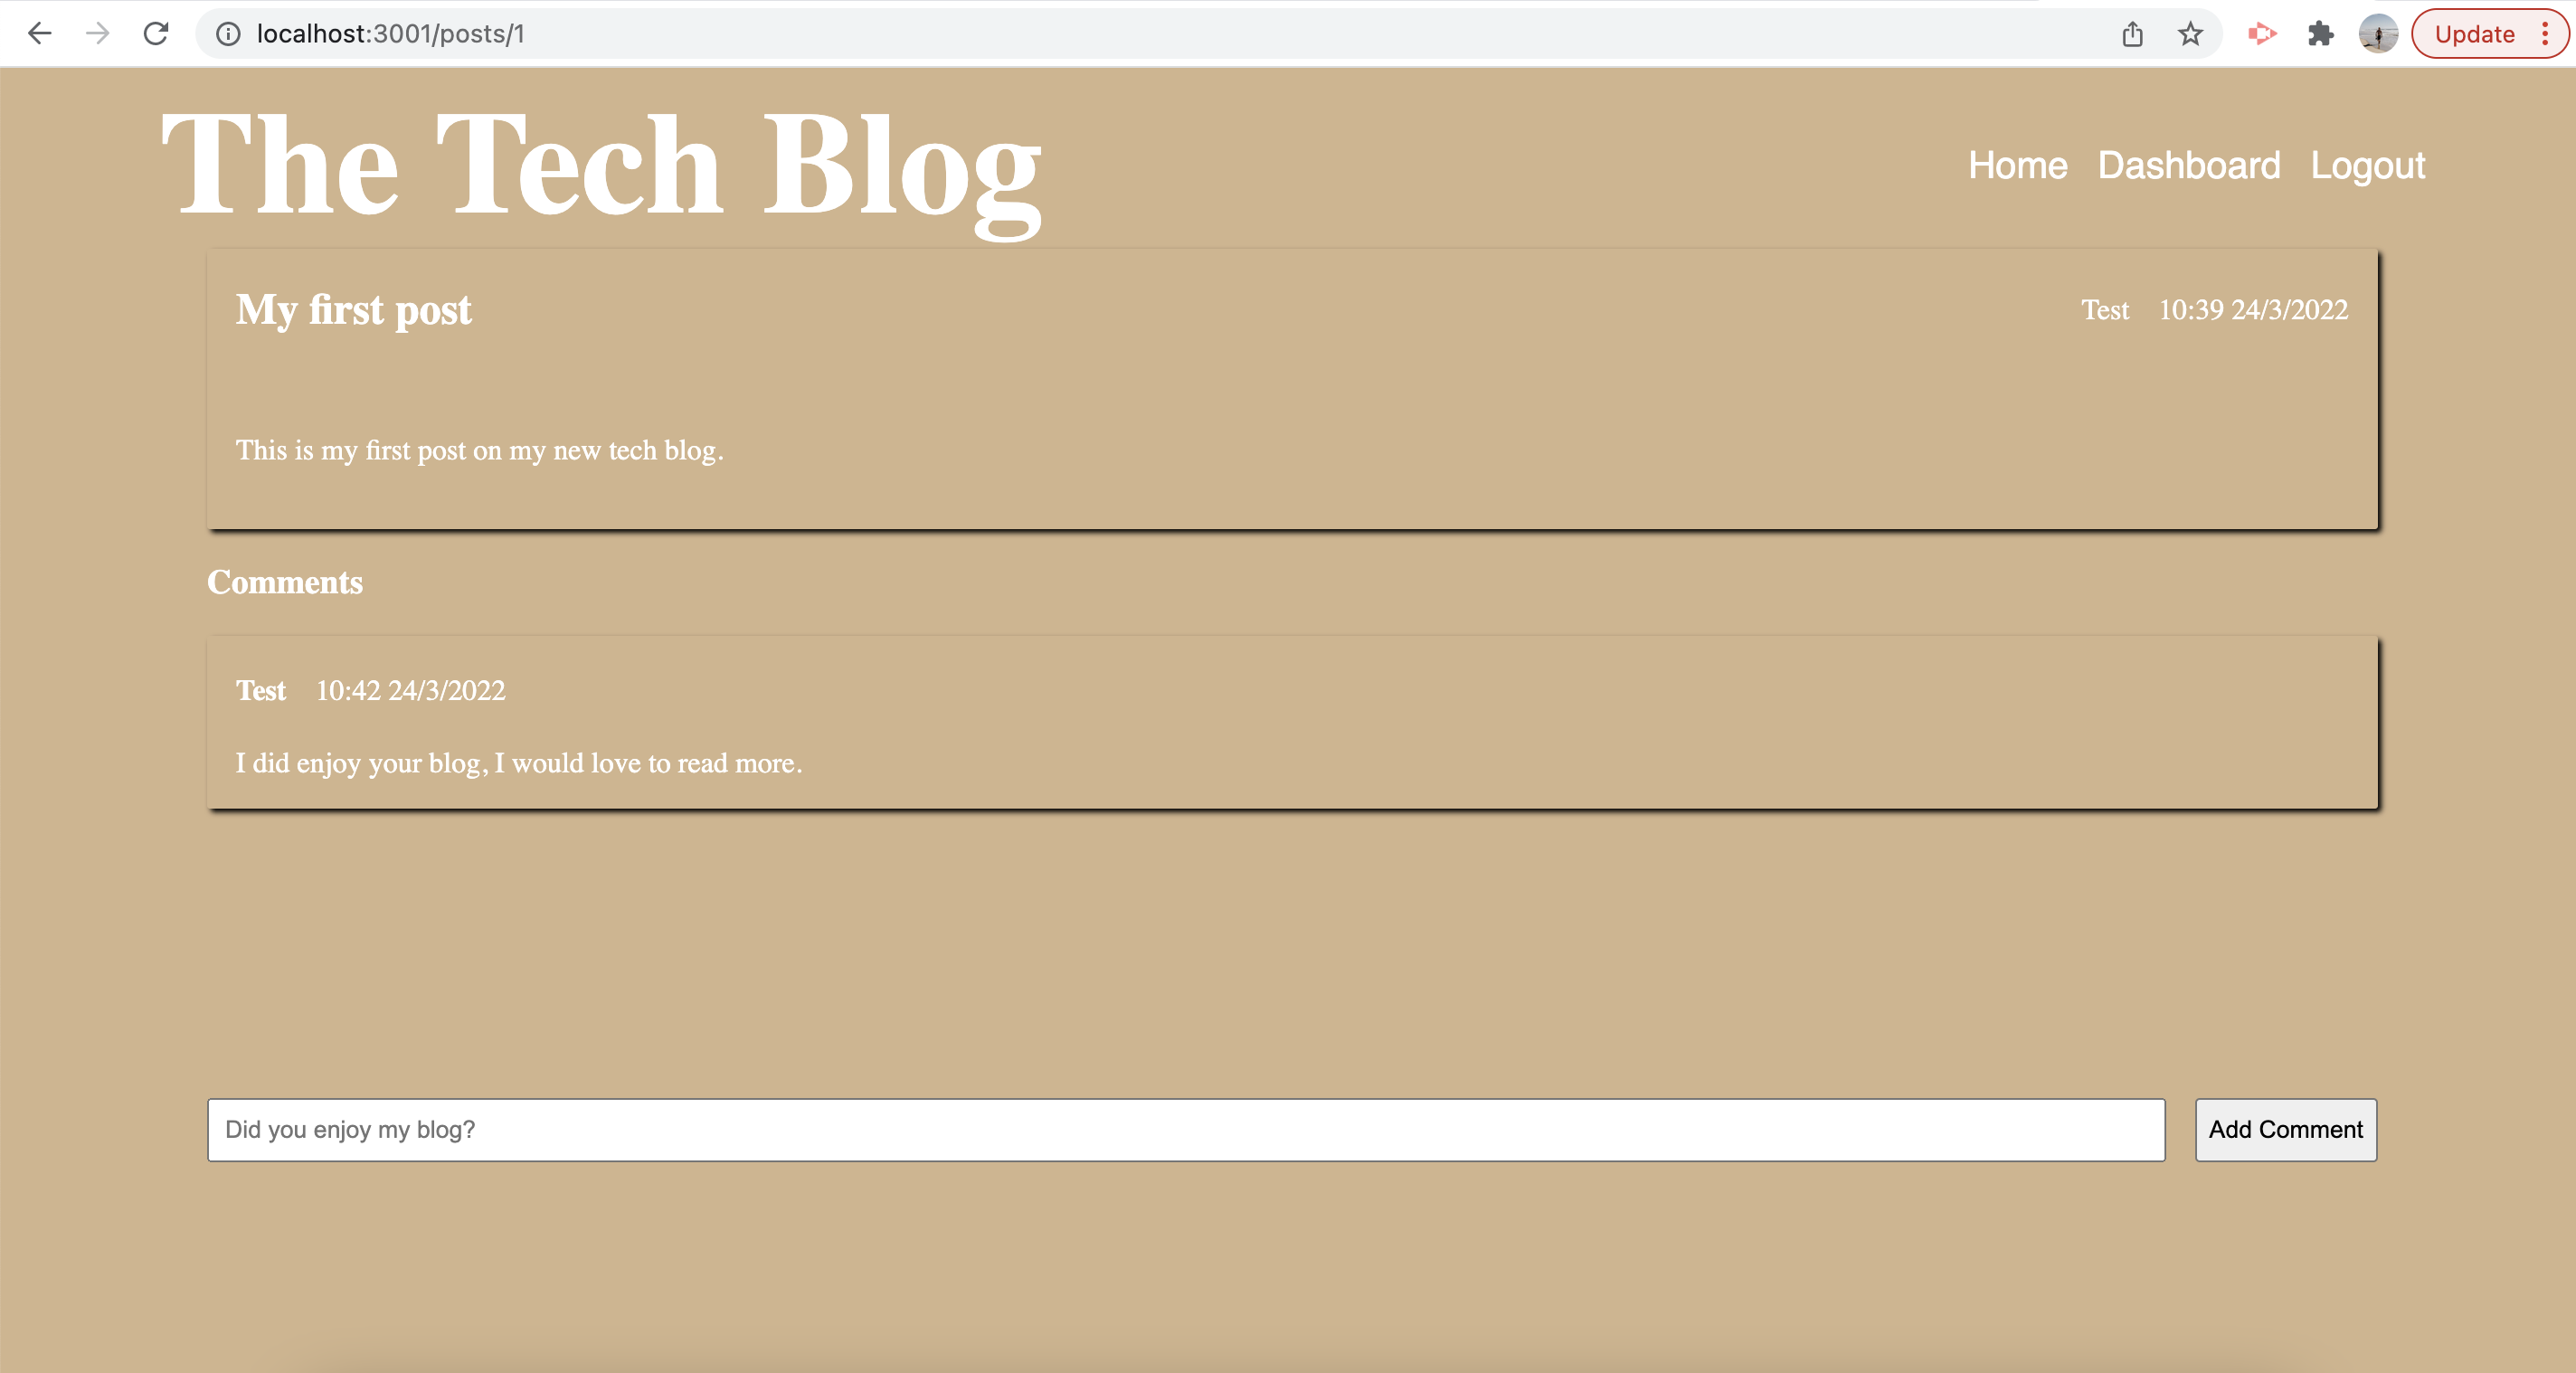 localhost:3001/posts/1
Update
The Tech Blog
Home Dashboard Logout
My first post
Test 10:39 24/3/2022
This is my first post on my new tech blog.
Comments
Test 10:42 24/3/2022
I did enjoy your blog, I would love to read more.
Did you enjoy my blog?
Add Comment